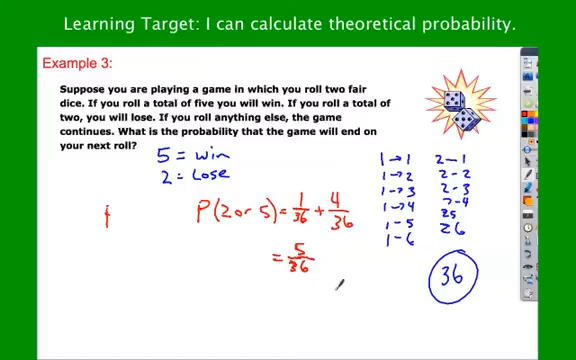 Learning Target: I can calculate theoretical probability.
Example 3:
Suppose you are playing a game in which you roll two fair
dice. If you roll a total of five you will win. If you roll a total of
two, you will lose. If you roll anything else, the game
continues. What is the probability that the game will end on
your next roll?
5 = win
2 = Lose
P(2 or 5) = 1/36 + 4/36
= 5/36
1→1
1→2
1→3
1→4
1-5
1-6
2-1
2-2
2-3
2-4
25
26
36